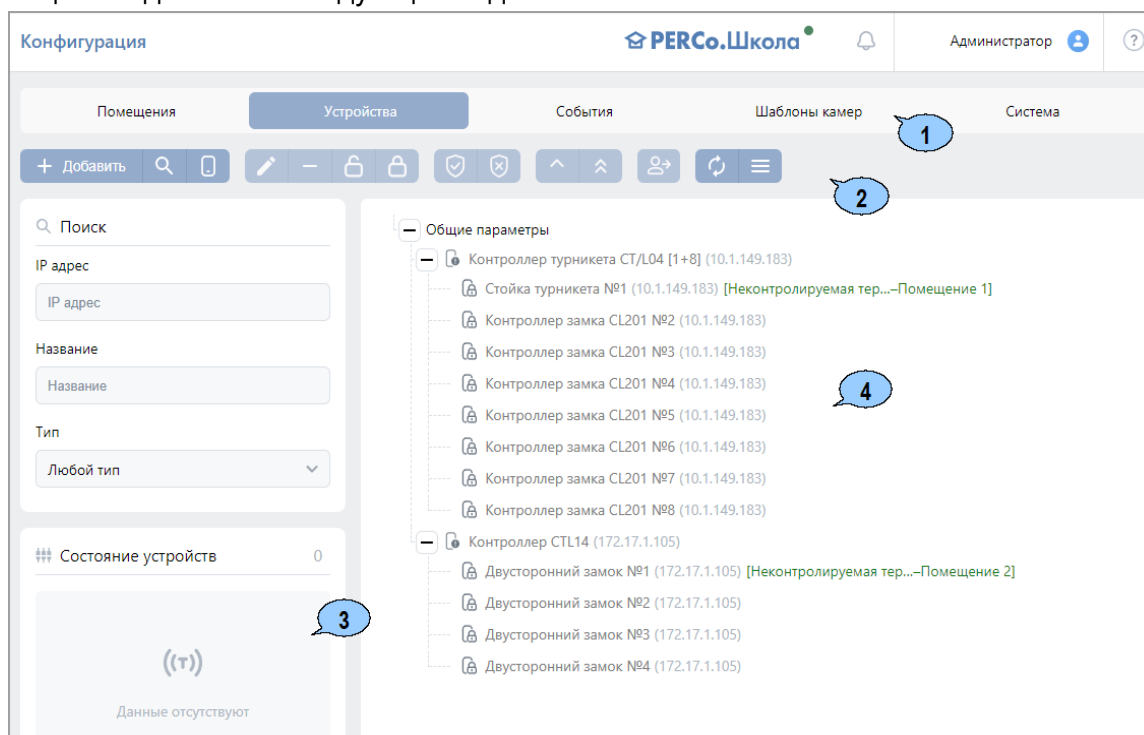 Конфигурация
PERCo.Школа
Администратор
?
Помещения
Устройства
События
Шаблоны камер
Система
1
+ Добавить
2
Поиск
IP адрес
IP адрес
Название
Название
Тип
Любой тип
Состояние устройств 0
3
((т))
Данные отсутствуют
Общие параметры
Контроллер турникета CT/L04 [1+8] (10.1.149.183)
Стойка турникета №1 (10.1.149.183) [Неконтролируемая тер...–Помещение 1]
Контроллер замка CL201 №2 (10.1.149.183)
Контроллер замка CL201 №3 (10.1.149.183)
Контроллер замка CL201 №4 (10.1.149.183)
4
Контроллер замка CL201 №5 (10.1.149.183)
Контроллер замка CL201 №6 (10.1.149.183)
Контроллер замка CL201 №7 (10.1.149.183)
Контроллер замка CL201 №8 (10.1.149.183)
Контроллер CTL14 (172.17.1.105)
Двусторонний замок №1 (172.17.1.105) [Неконтролируемая тер...–Помещение 2]
Двусторонний замок №2 (172.17.1.105)
Двусторонний замок №3 (172.17.1.105)
Двусторонний замок №4 (172.17.1.105)